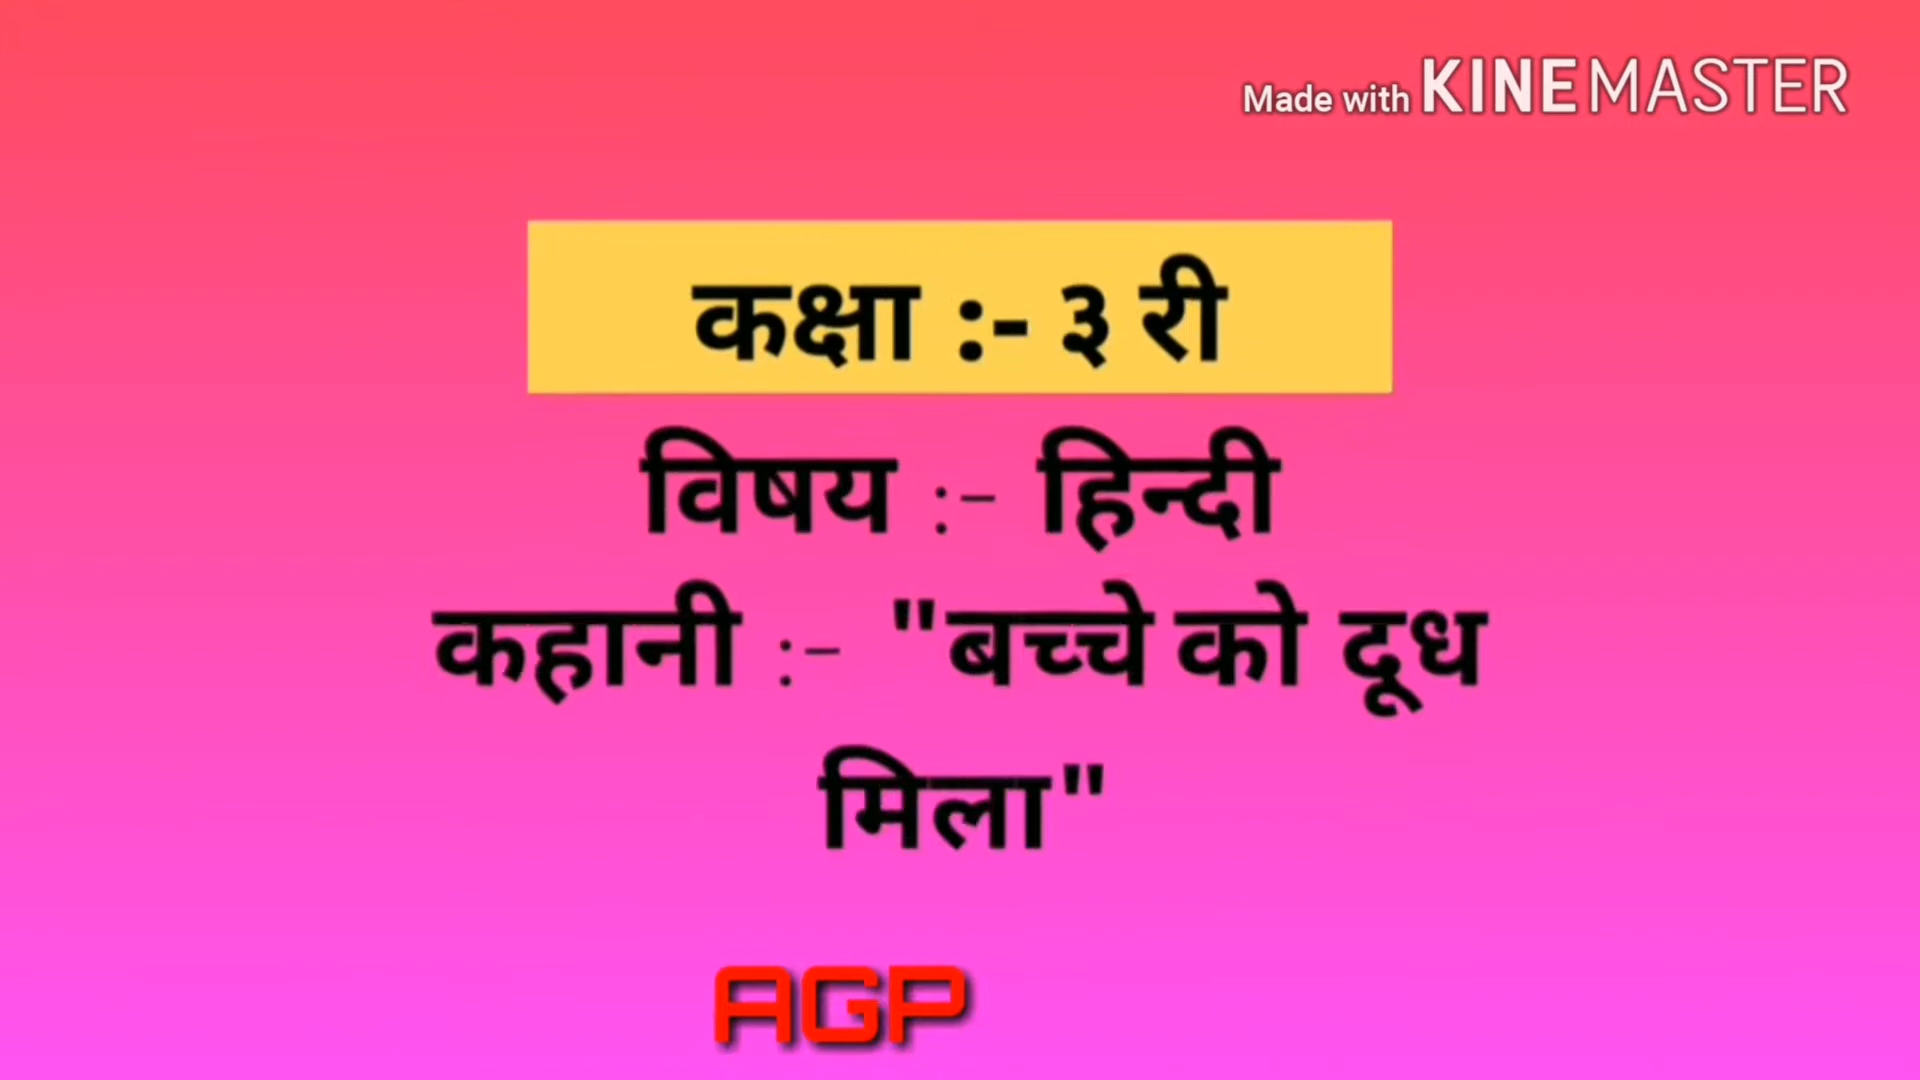 Made with KINEMASTER
कक्षा :- ३ री
विषय :- हिन्दी
कहानी :- "बच्चे को दूध
मिला"
AGP